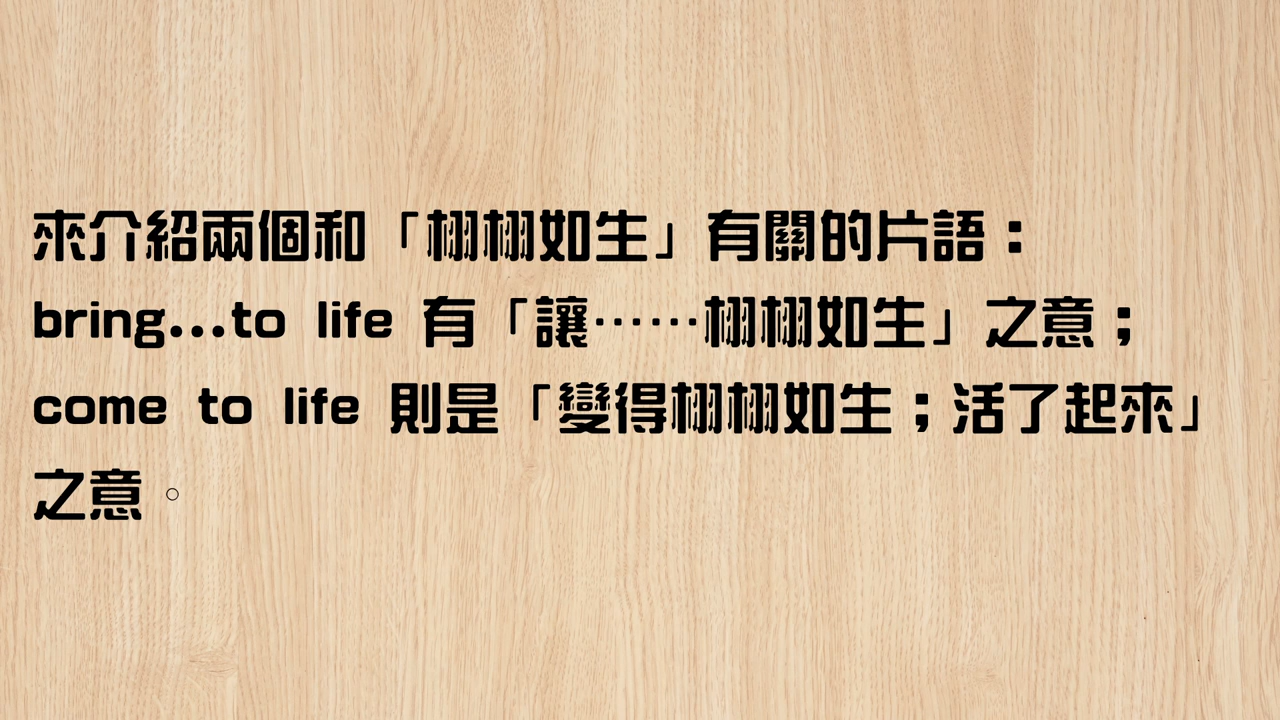 來介紹兩個和「栩栩如生」有關的片語：
bring...to life 有「讓……栩栩如生」之意；
come to life 則是「變得栩栩如生；活了起來」
之意。